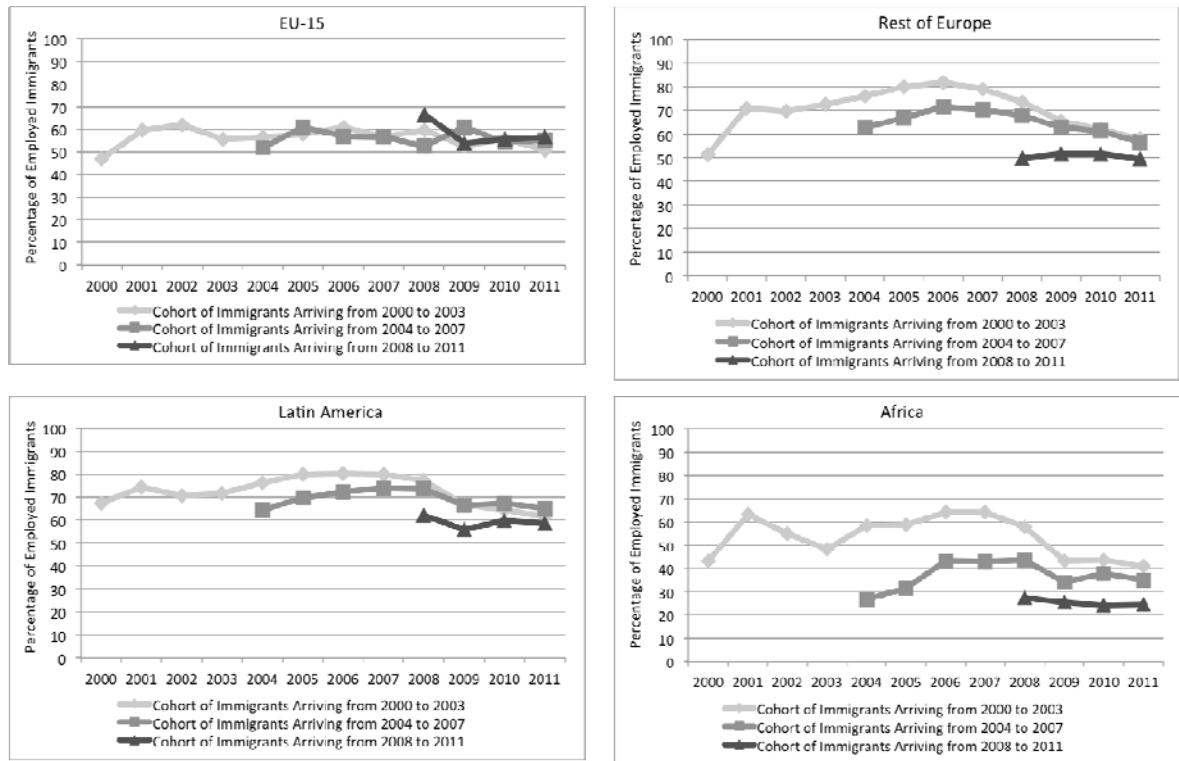 EU-15
Percentage of Employed Immigrants
100
90
80
70
60
50
40
30
20
10
0
2000 2001 2002 2003 2004 2005 2006 2007 2008 2009 2010 2011
Cohort of Immigrants Arriving from 2000 to 2003
Cohort of Immigrants Arriving from 2004 to 2007
Cohort of Immigrants Arriving from 2008 to 2011
Rest of Europe
Percentage of Employed Immigrants
100
90
80
70
60
50
40
30
20
10
0
2000 2001 2002 2003 2004 2005 2006 2007 2008 2009 2010 2011
Cohort of Immigrants Arriving from 2000 to 2003
Cohort of Immigrants Arriving from 2004 to 2007
Cohort of Immigrants Arriving from 2008 to 2011
Latin America
Percentage of Employed Immigrants
100
90
80
70
60
50
40
30
20
10
0
2000 2001 2002 2003 2004 2005 2006 2007 2008 2009 2010 2011
Cohort of Immigrants Arriving from 2000 to 2003
Cohort of Immigrants Arriving from 2004 to 2007
Cohort of Immigrants Arriving from 2008 to 2011
Africa
Percentage of Employed Immigrants
100
90
80
70
60
50
40
30
20
10
0
2000 2001 2002 2003 2004 2005 2006 2007 2008 2009 2010 2011
Cohort of Immigrants Arriving from 2000 to 2003
Cohort of Immigrants Arriving from 2004 to 2007
Cohort of Immigrants Arriving from 2008 to 2011